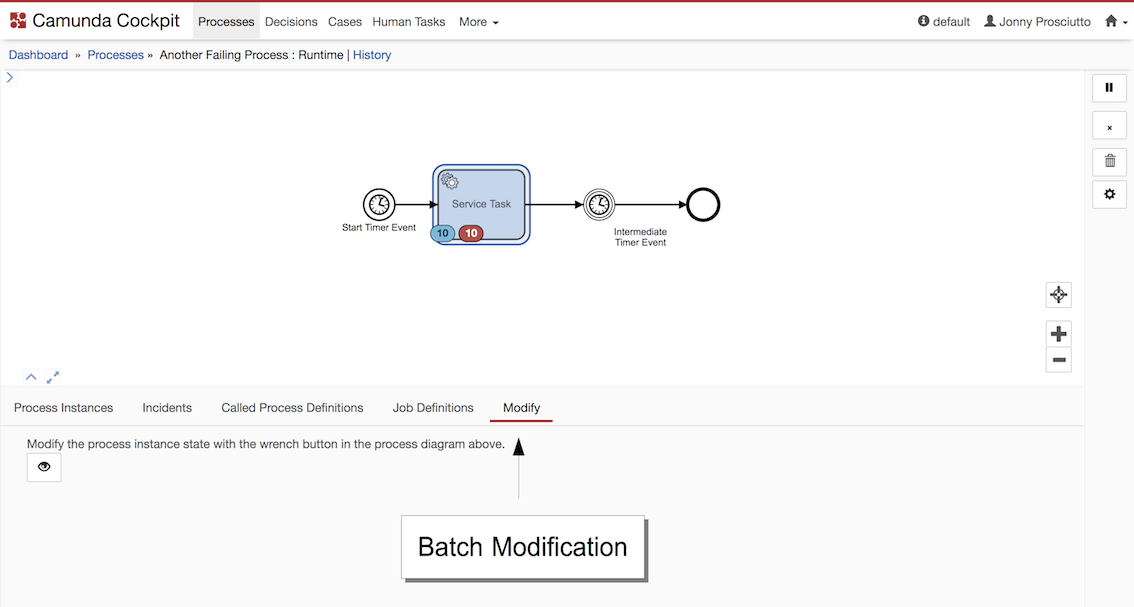 Camunda Cockpit Processes Decisions Cases Human Tasks More default Jonny Prosciutto
Dashboard » Processes » Another Failing Process : Runtime | History
Service Task
Start Timer Event
10 10
Intermediate
Timer Event
Process Instances Incidents Called Process Definitions Job Definitions Modify
Modify the process instance state with the wrench button in the process diagram above.
Batch Modification